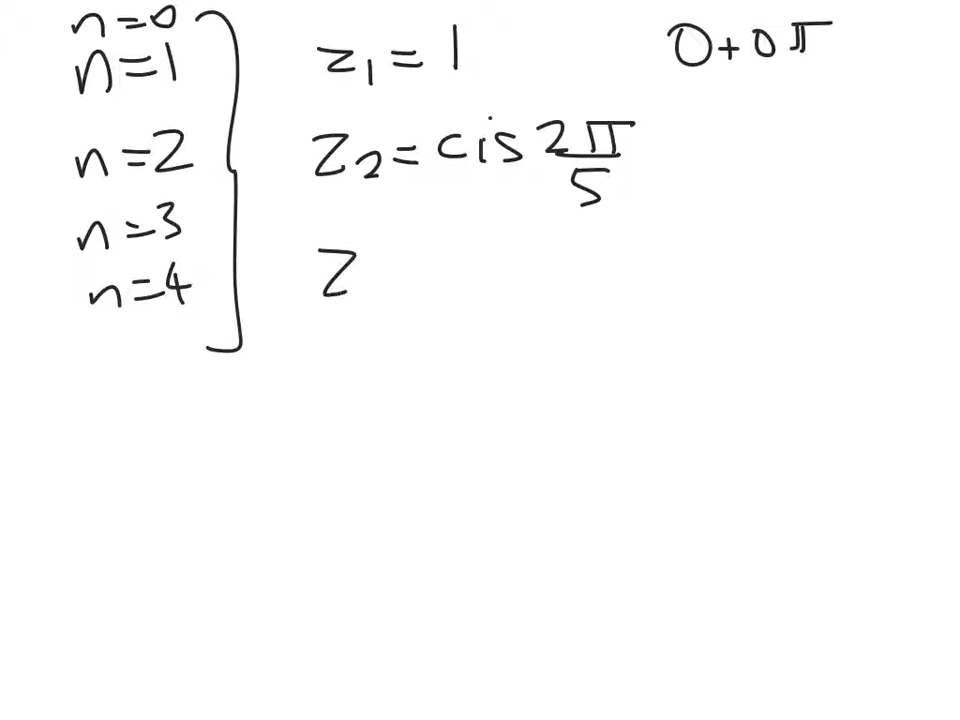 n=0
n=1 z₁ = 1 0+0π
n=2 z₂ = cis 2π/5
n=3
n=4 z